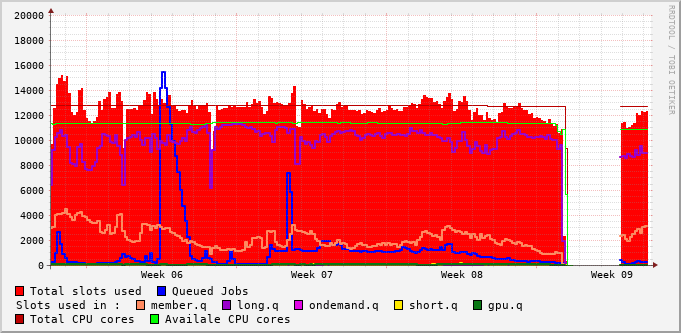 RRDTOOL / TOBI OETIKER
20000
18000
16000
14000
12000
10000
8000
6000
4000
2000
0
Week 06 Week 07 Week 08 Week 09
Total slots used Queued Jobs
Slots used in : member.q long.q ondemand.q short.q gpu.q
Total CPU cores Availale CPU cores